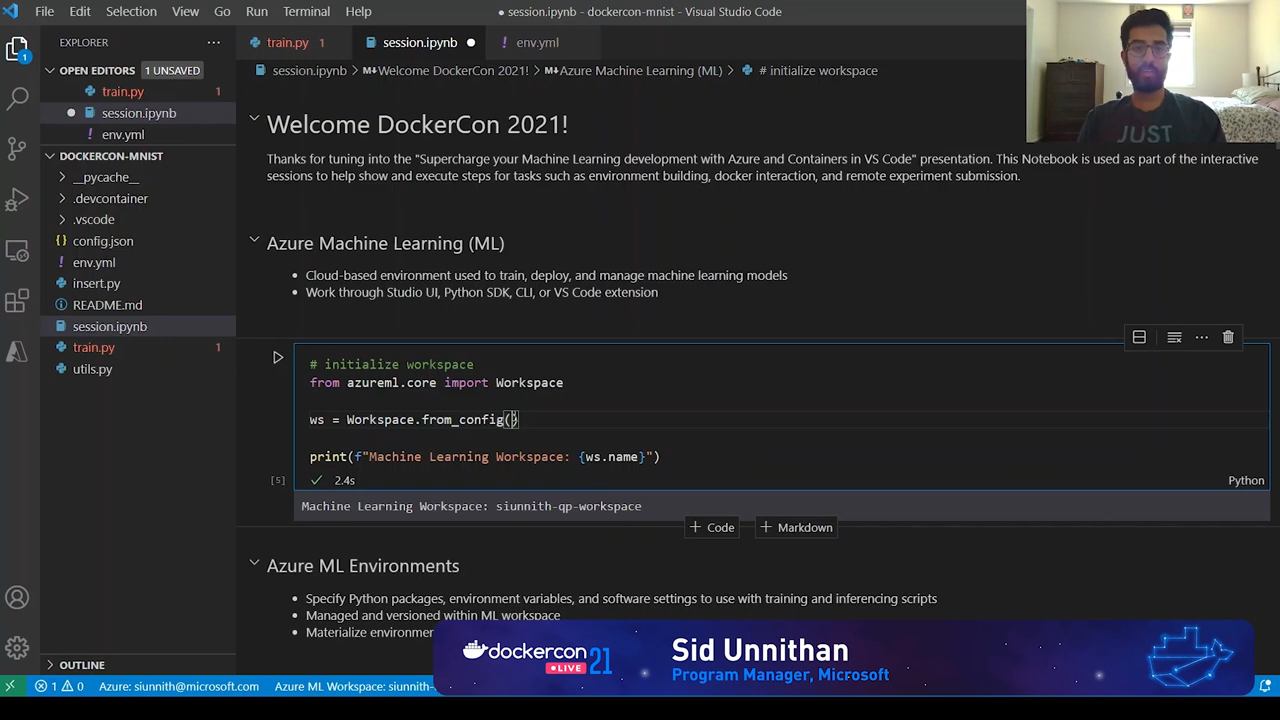 File Edit Selection View Go Run Terminal Help
● session.ipynb - dockercon-mnist - Visual Studio Code
EXPLORER
OPEN EDITORS 1 UNSAVED
train.py 1
session.ipynb
env.yml
DOCKERCON-MNIST
__pycache__
.devcontainer
.vscode
config.json
env.yml
insert.py
README.md
session.ipynb
train.py 1
utils.py
OUTLINE
train.py 1 session.ipynb env.yml
session.ipynb > M↓Welcome DockerCon 2021! > M↓Azure Machine Learning (ML) > # initialize workspace
Welcome DockerCon 2021!
Thanks for tuning into the "Supercharge your Machine Learning development with Azure and Containers in VS Code" presentation. This Notebook is used as part of the interactive
sessions to help show and execute steps for tasks such as environment building, docker interaction, and remote experiment submission.
Azure Machine Learning (ML)
• Cloud-based environment used to train, deploy, and manage machine learning models
• Work through Studio UI, Python SDK, CLI, or VS Code extension
# initialize workspace
from azureml.core import Workspace
ws = Workspace.from_config()
print(f"Machine Learning Workspace: {ws.name}")
[5] ✓ 2.4s Python
Machine Learning Workspace: siunnith-qp-workspace
+ Code + Markdown
Azure ML Environments
• Specify Python packages, environment variables, and software settings to use with training and inferencing scripts
• Managed and versioned within ML workspace
• Materialize
JUST
dockercon
LIVE 21
Sid Unnithan
Program Manager, Microsoft
1 0 Azure: siunnith@microsoft.com Azure ML Workspace: siunnith-
1